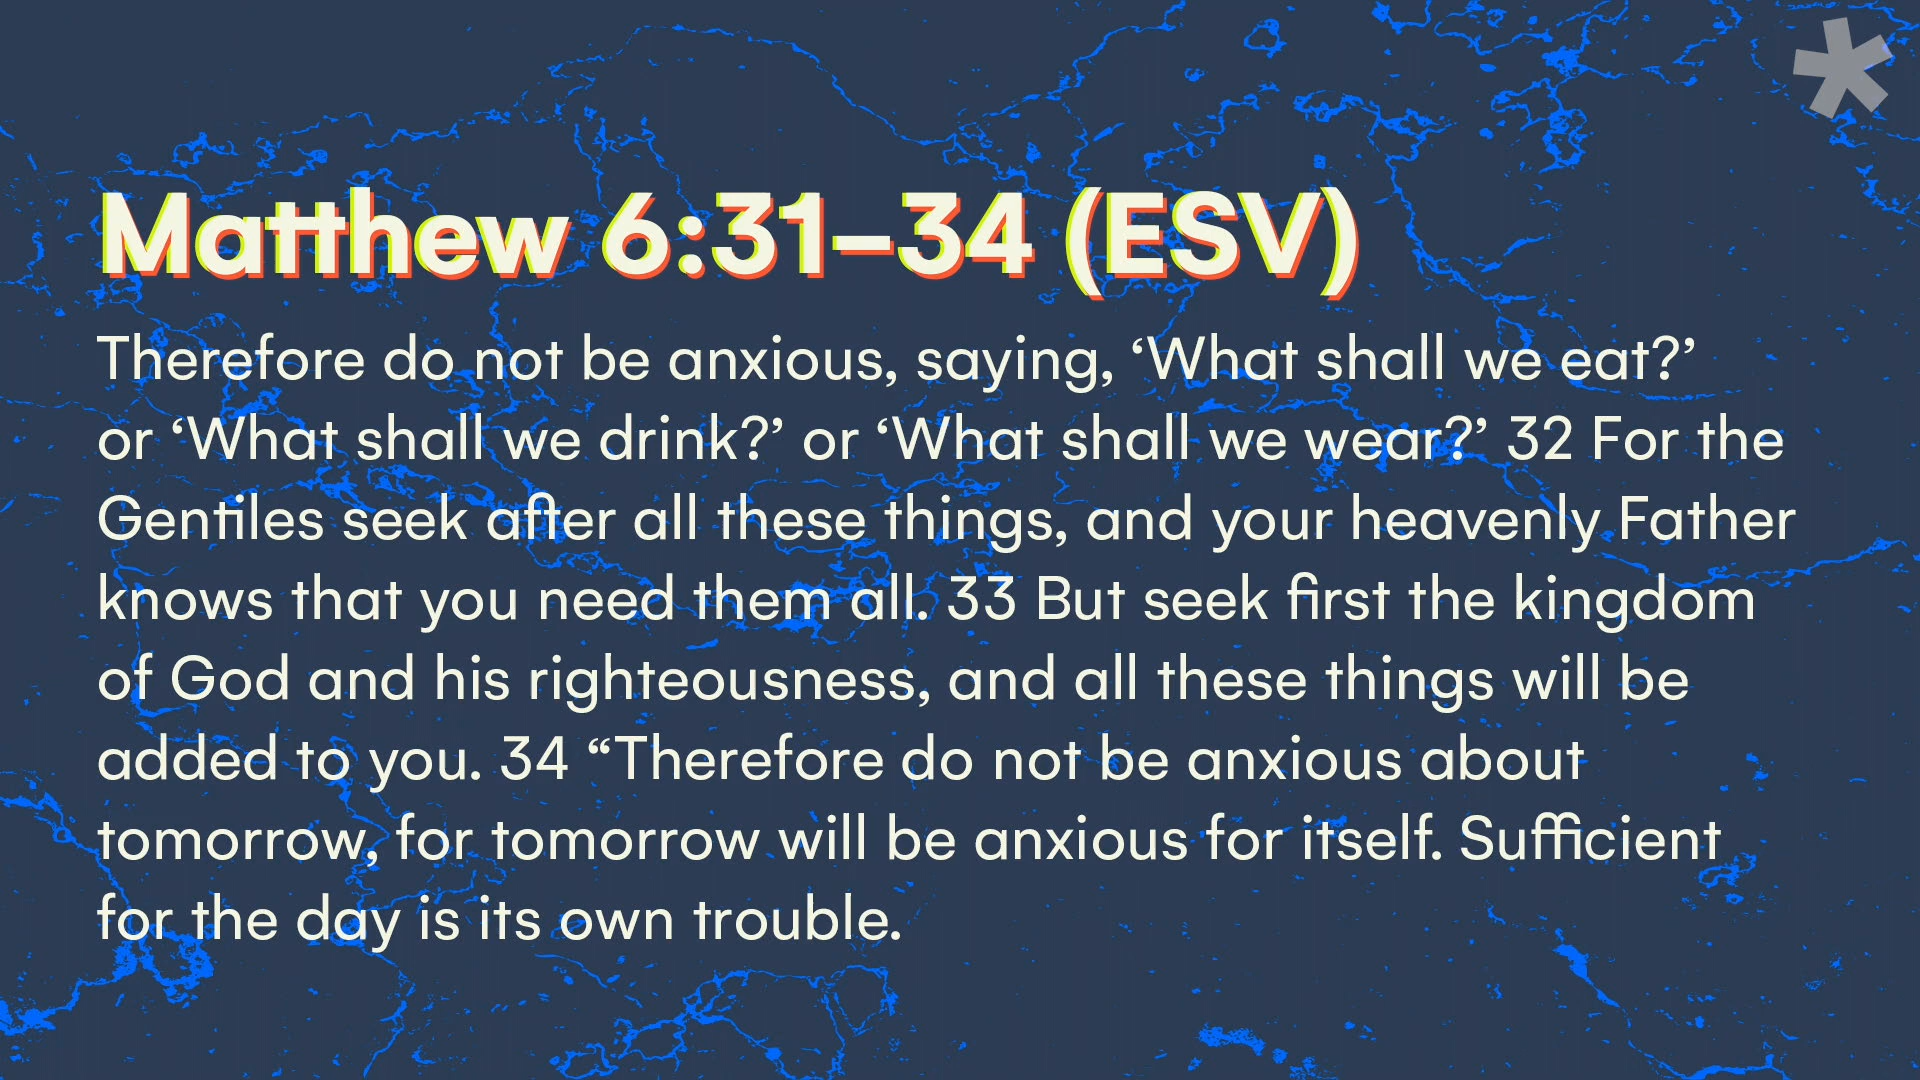 Matthew 6:31–34 (ESV)
Therefore do not be anxious, saying, ‘What shall we eat?’
or ‘What shall we drink?’ or ‘What shall we wear?’ 32 For the
Gentiles seek after all these things, and your heavenly Father
knows that you need them all. 33 But seek first the kingdom
of God and his righteousness, and all these things will be
added to you. 34 “Therefore do not be anxious about
tomorrow, for tomorrow will be anxious for itself. Sufficient
for the day is its own trouble.